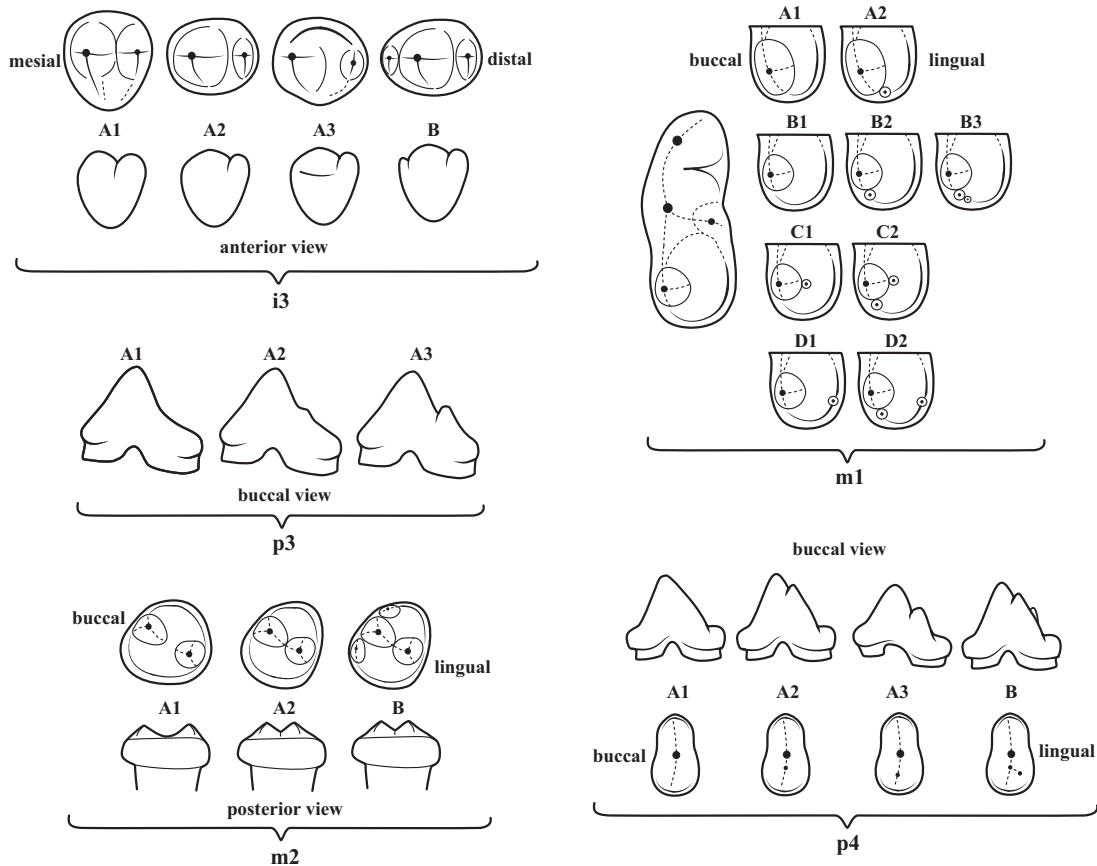 mesial
distal
A1 A2 A3 B
anterior view
i3
A1 A2 A3
buccal view
p3
buccal
lingual
A1 A2 B
posterior view
m2
A1 A2
buccal lingual
B1 B2 B3
C1 C2
D1 D2
m1
buccal view
A1 A2 A3 B
buccal lingual
p4